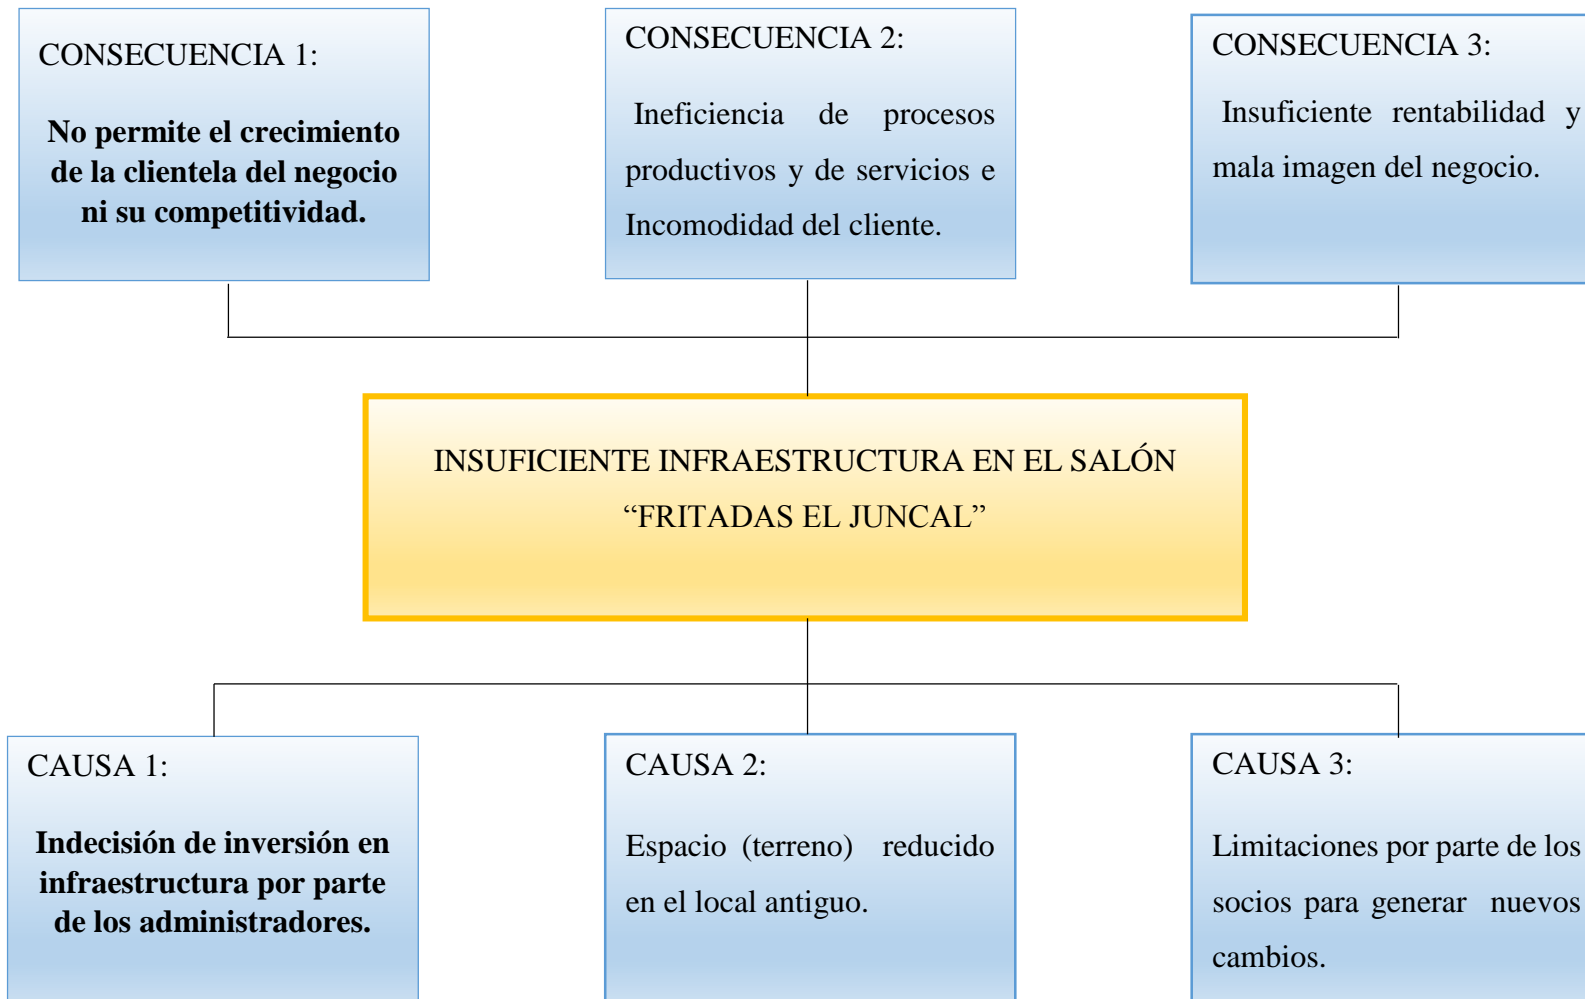 CONSECUENCIA 1:
No permite el crecimiento
de la clientela del negocio
ni su competitividad.
CONSECUENCIA 2:
Ineficiencia de procesos
productivos y de servicios e
Incomodidad del cliente.
CONSECUENCIA 3:
Insuficiente rentabilidad y
mala imagen del negocio.
INSUFICIENTE INFRAESTRUCTURA EN EL SALÓN
“FRITADAS EL JUNCAL”
CAUSA 1:
Indecisión de inversión en
infraestructura por parte
de los administradores.
CAUSA 2:
Espacio (terreno) reducido
en el local antiguo.
CAUSA 3:
Limitaciones por parte de los
socios para generar nuevos
cambios.